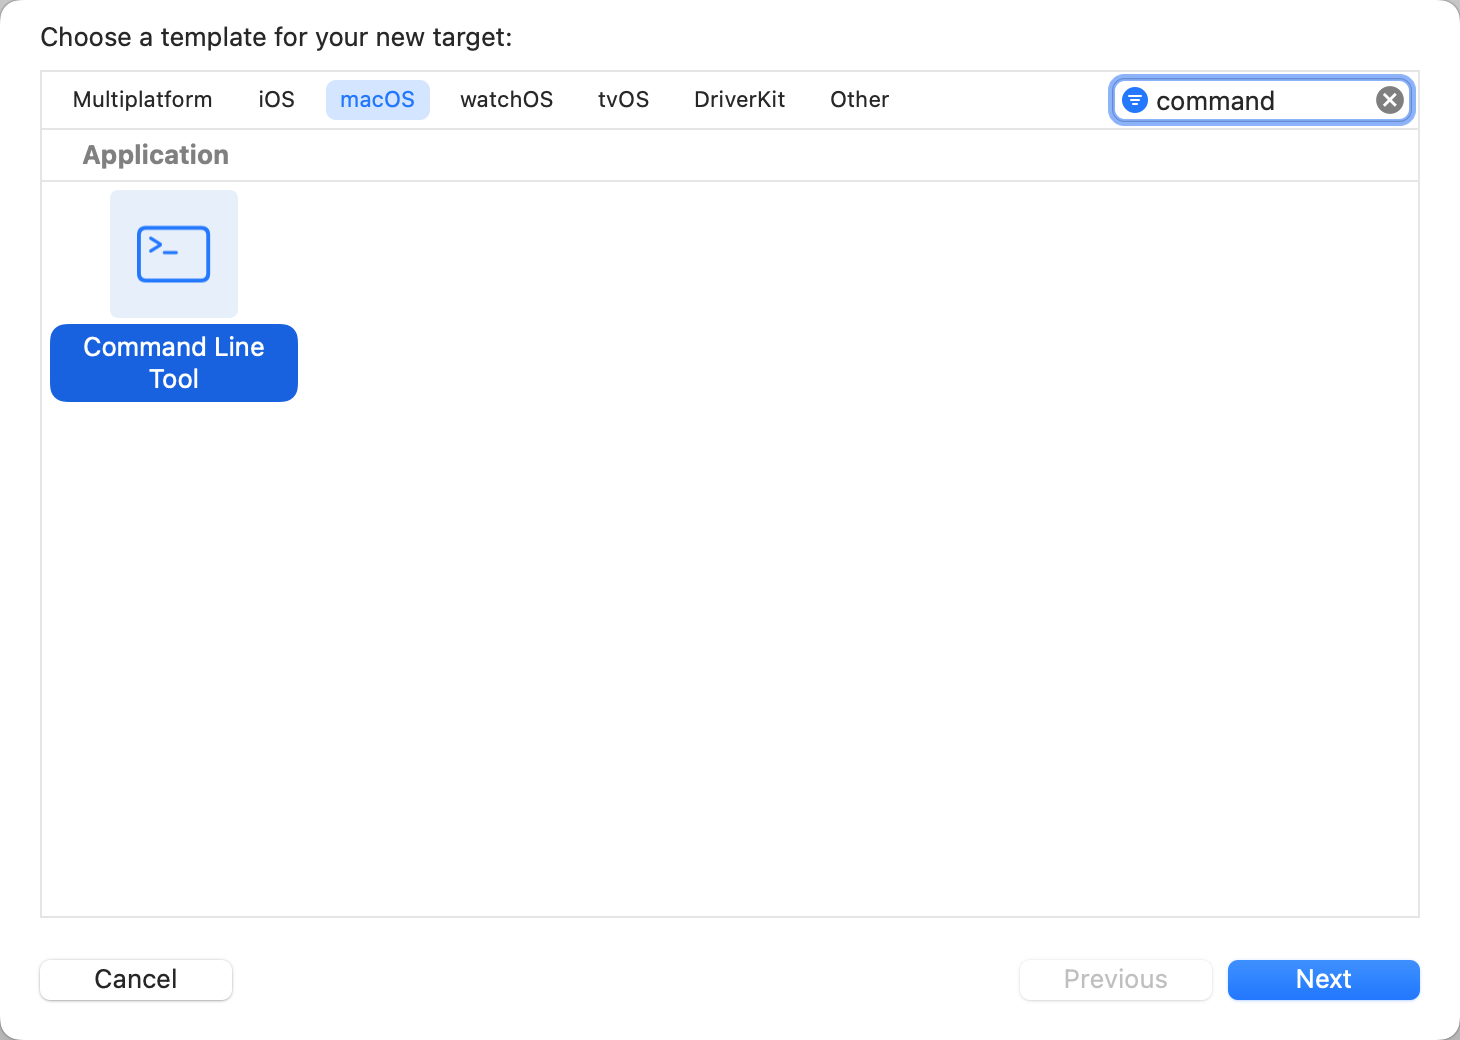 Choose a template for your new target:
Multiplatform iOS macOS watchOS tvOS DriverKit Other command
Application
>_
Command Line
Tool
Cancel Previous Next